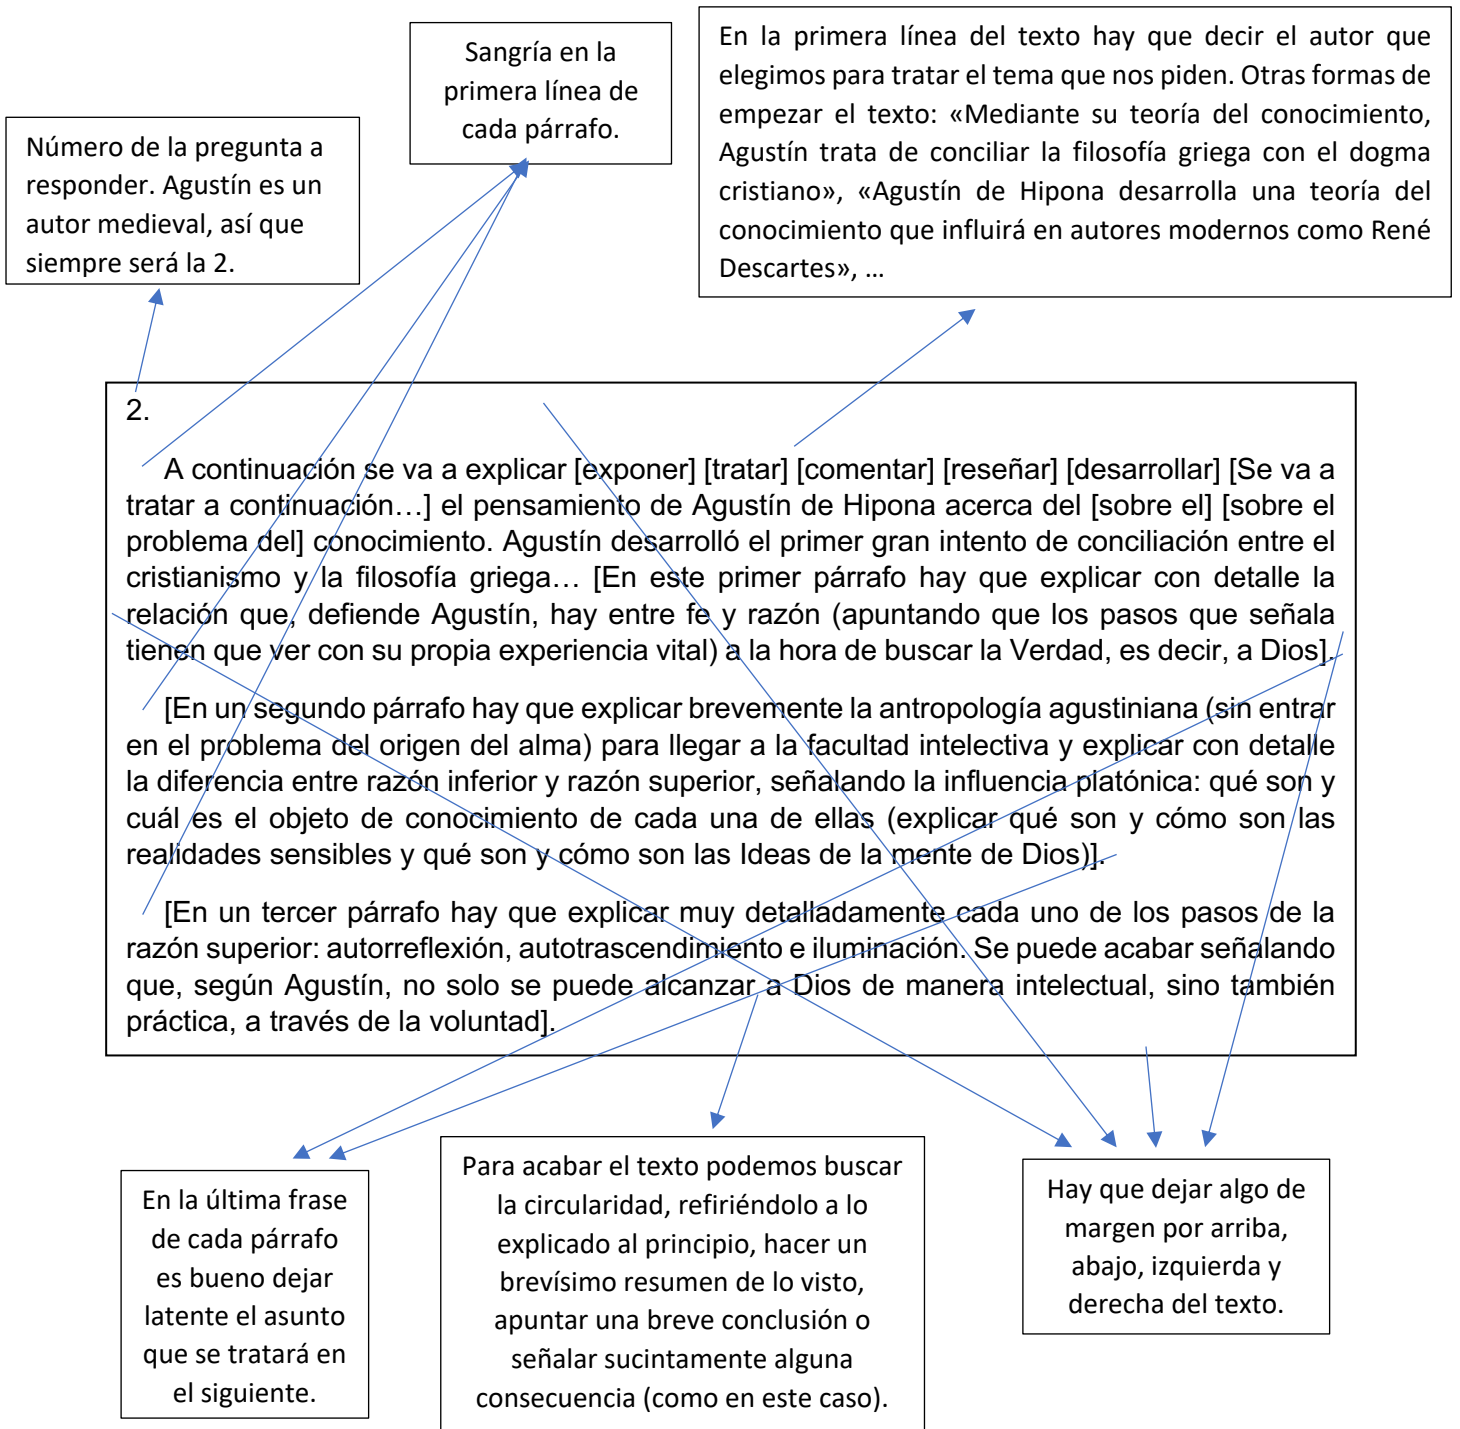 Sangría en la
primera línea de
cada párrafo.
En la primera línea del texto hay que decir el autor que
elegimos para tratar el tema que nos piden. Otras formas de
empezar el texto: «Mediante su teoría del conocimiento,
Agustín trata de conciliar la filosofía griega con el dogma
cristiano», «Agustín de Hipona desarrolla una teoría del
conocimiento que influirá en autores modernos como René
Descartes», …
Número de la pregunta a
responder. Agustín es un
autor medieval, así que
siempre será la 2.
2.
A continuación se va a explicar [exponer] [tratar] [comentar] [reseñar] [desarrollar] [Se va a
tratar a continuación…] el pensamiento de Agustín de Hipona acerca del [sobre el] [sobre el
problema del] conocimiento. Agustín desarrolló el primer gran intento de conciliación entre el
cristianismo y la filosofía griega… [En este primer párrafo hay que explicar con detalle la
relación que, defiende Agustín, hay entre fe y razón (apuntando que los pasos que señala
tienen que ver con su propia experiencia vital) a la hora de buscar la Verdad, es decir, a Dios].
[En un segundo párrafo hay que explicar brevemente la antropología agustiniana (sin entrar
en el problema del origen del alma) para llegar a la facultad intelectiva y explicar con detalle
la diferencia entre razón inferior y razón superior, señalando la influencia platónica: qué son y
cuál es el objeto de conocimiento de cada una de ellas (explicar qué son y cómo son las
realidades sensibles y qué son y cómo son las Ideas de la mente de Dios)].
[En un tercer párrafo hay que explicar muy detalladamente cada uno de los pasos de la
razón superior: autorreflexión, autotrascendimiento e iluminación. Se puede acabar señalando
que, según Agustín, no solo se puede alcanzar a Dios de manera intelectual, sino también
práctica, a través de la voluntad].
En la última frase
de cada párrafo
es bueno dejar
latente el asunto
que se tratará en
el siguiente.
Para acabar el texto podemos buscar
la circularidad, refiriéndolo a lo
explicado al principio, hacer un
brevísimo resumen de lo visto,
apuntar una breve conclusión o
señalar sucintamente alguna
consecuencia (como en este caso).
Hay que dejar algo de
margen por arriba,
abajo, izquierda y
derecha del texto.